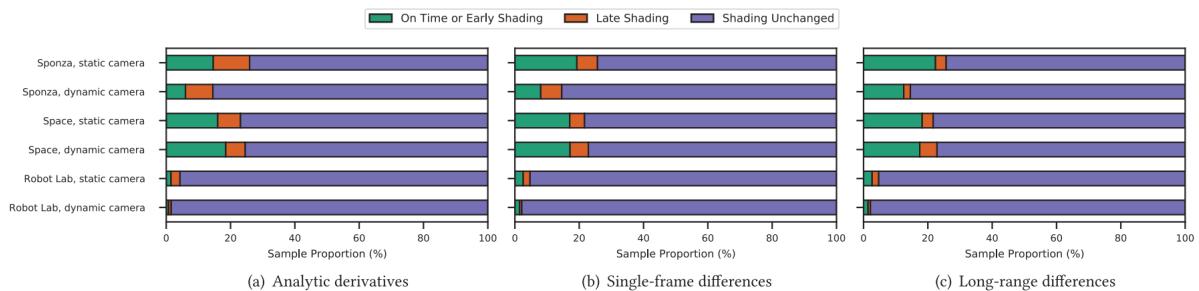 On Time or Early Shading Late Shading Shading Unchanged
Sponza, static camera
Sponza, dynamic camera
Space, static camera
Space, dynamic camera
Robot Lab, static camera
Robot Lab, dynamic camera
0 20 40 60 80 100
Sample Proportion (%)
(a) Analytic derivatives
0 20 40 60 80 100
Sample Proportion (%)
(b) Single-frame differences
0 20 40 60 80 100
Sample Proportion (%)
(c) Long-range differences